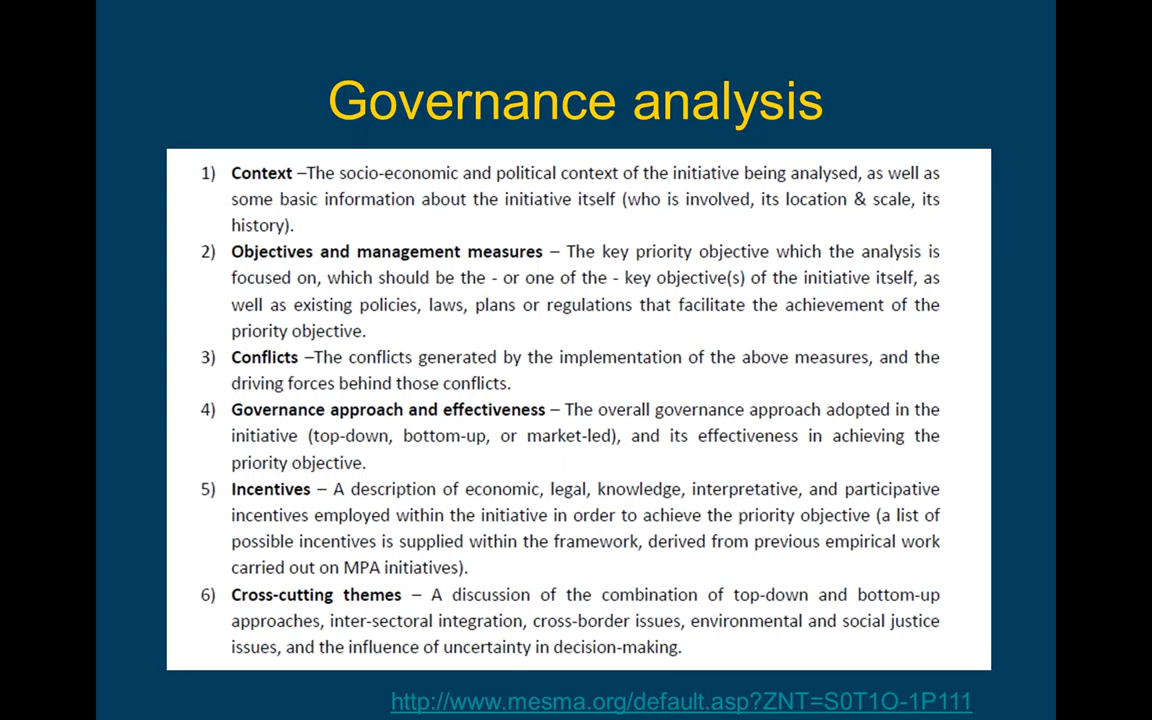 Governance analysis
1) Context –The socio-economic and political context of the initiative being analysed, as well as
some basic information about the initiative itself (who is involved, its location & scale, its
history).
2) Objectives and management measures – The key priority objective which the analysis is
focused on, which should be the - or one of the - key objective(s) of the initiative itself, as
well as existing policies, laws, plans or regulations that facilitate the achievement of the
priority objective.
3) Conflicts –The conflicts generated by the implementation of the above measures, and the
driving forces behind those conflicts.
4) Governance approach and effectiveness – The overall governance approach adopted in the
initiative (top-down, bottom-up, or market-led), and its effectiveness in achieving the
priority objective.
5) Incentives – A description of economic, legal, knowledge, interpretative, and participative
incentives employed within the initiative in order to achieve the priority objective (a list of
possible incentives is supplied within the framework, derived from previous empirical work
carried out on MPA initiatives).
6) Cross-cutting themes – A discussion of the combination of top-down and bottom-up
approaches, inter-sectoral integration, cross-border issues, environmental and social justice
issues, and the influence of uncertainty in decision-making.
http://www.mesma.org/default.asp?ZNT=S0T1O-1P111